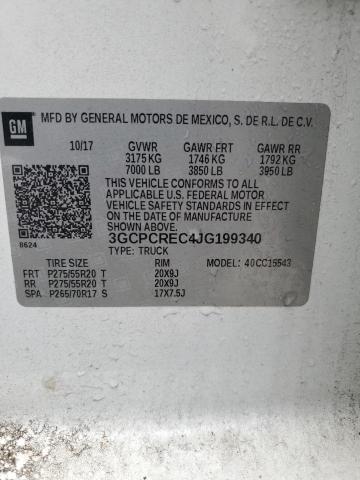 GM
MFD BY GENERAL MOTORS DE MEXICO, S. DE R.L. DE C.V.
10/17 GVWR GAWR FRT GAWR RR
3175 KG 1746 KG 1792 KG
7000 LB 3850 LB 3950 LB
THIS VEHICLE CONFORMS TO ALL APPLICABLE
U.S. FEDERAL MOTOR
VEHICLE SAFETY STANDARDS
IN EFFECT ON THE DATE OF MANUFACTURE
SHOWN ABOVE.
8624
3GCPCREC4JG199340
TYPE: TRUCK
TIRE SIZE RIM MODEL: 40CC15543
FRT P275/55R20 T 20X9J
RR P275/55R20 T 20X9J
SPA P265/70R17 S 17X7.5J